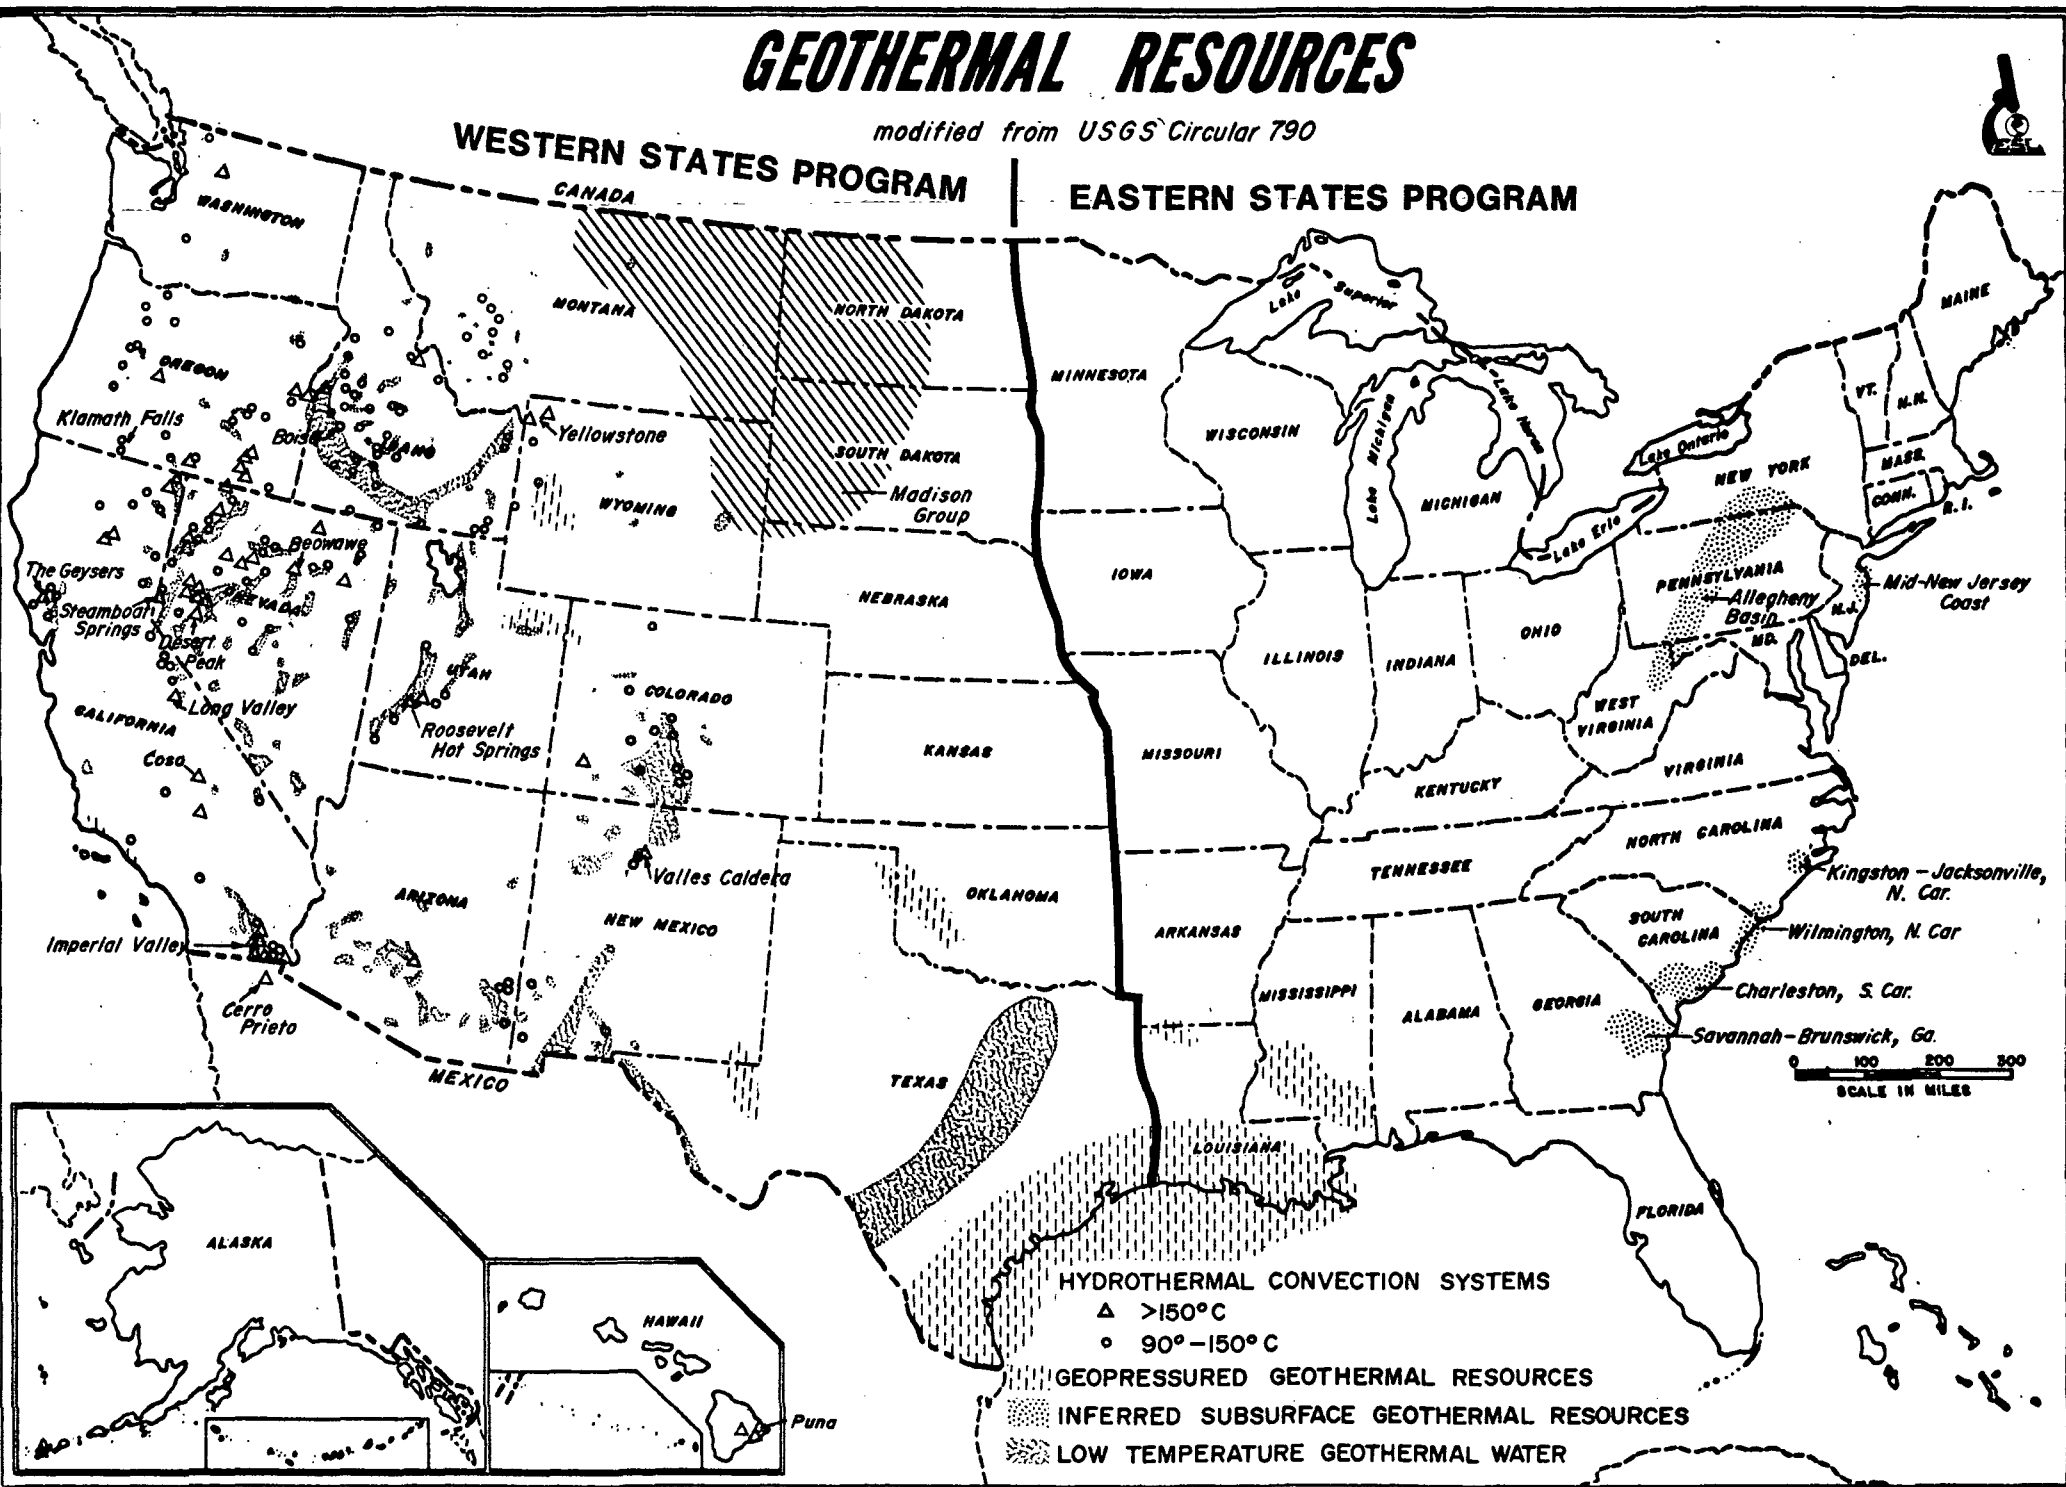 GEOTHERMAL RESOURCES
modified from USGS Circular 790
WESTERN STATES PROGRAM
EASTERN STATES PROGRAM
CANADA
WASHINGTON
MONTANA
NORTH DAKOTA
MINNESOTA
MAINE
OREGON
Klamath Falls
Boise
IDAHO
Yellowstone
WYOMING
SOUTH DAKOTA
Madison
Group
WISCONSIN
Lake Superior
Lake Michigan
Lake Huron
MICHIGAN
Lake Ontario
Lake Erie
NEW YORK
VT.
N.H.
MASS.
CONN.
R.I.
Beowawe
The Geysers
Steamboat
Springs
NEVADA
Desert
Peak
Long Valley
CALIFORNIA
Coso
UTAH
Roosevelt
Hot Springs
COLORADO
NEBRASKA
IOWA
KANSAS
MISSOURI
ILLINOIS
INDIANA
OHIO
PENNSYLVANIA
Allegheny
Basin
N.J.
Mid-New Jersey
Coast
MD.
DEL.
WEST
VIRGINIA
VIRGINIA
KENTUCKY
TENNESSEE
NORTH CAROLINA
Kingston-Jacksonville,
N. Car.
SOUTH
CAROLINA
Wilmington, N. Car
Charleston, S. Car.
Savannah-Brunswick, Ga.
Valles Caldera
ARIZONA
NEW MEXICO
OKLAHOMA
ARKANSAS
MISSISSIPPI
ALABAMA
GEORGIA
Imperial Valley
Cerro
Prieto
MEXICO
TEXAS
LOUISIANA
FLORIDA
0 100 200 300
SCALE IN MILES
ALASKA
HAWAII
Puna
HYDROTHERMAL CONVECTION SYSTEMS
>150°C
90°-150°C
GEOPRESSURED GEOTHERMAL RESOURCES
INFERRED SUBSURFACE GEOTHERMAL RESOURCES
LOW TEMPERATURE GEOTHERMAL WATER